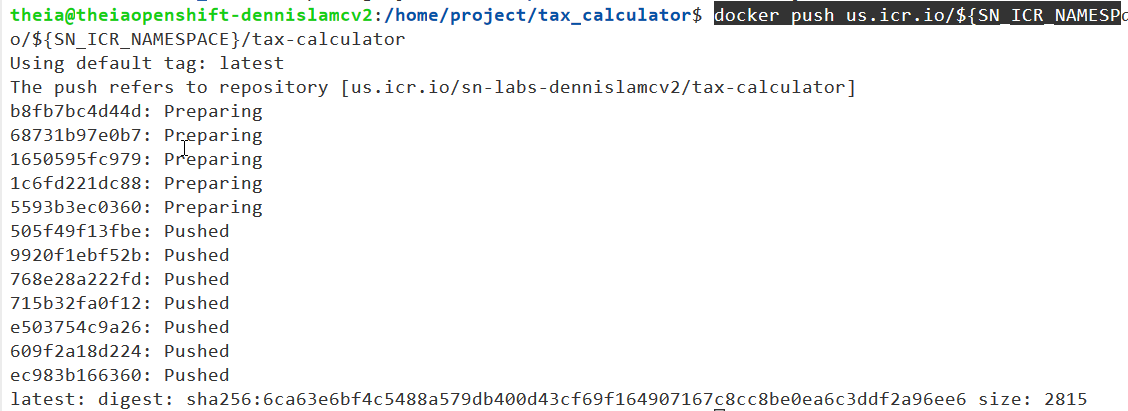 theia@theiaopenshift-dennislamcv2:/home/project/tax_calculator$ docker push us.icr.io/${SN_ICR_NAMESPd
o/${SN_ICR_NAMESPACE}/tax-calculator
Using default tag: latest
The push refers to repository [us.icr.io/sn-labs-dennislamcv2/tax-calculator]
b8fb7bc4d44d: Preparing
68731b97e0b7: Preparing
1650595fc979: Preparing
1c6fd221dc88: Preparing
5593b3ec0360: Preparing
505f49f13fbe: Pushed
9920f1ebf52b: Pushed
768e28a222fd: Pushed
715b32fa0f12: Pushed
e503754c9a26: Pushed
609f2a18d224: Pushed
ec983b166360: Pushed
latest: digest: sha256:6ca63e6bf4c5488a579db400d43cf69f164907167c8cc8be0ea6c3ddf2a96ee6 size: 2815